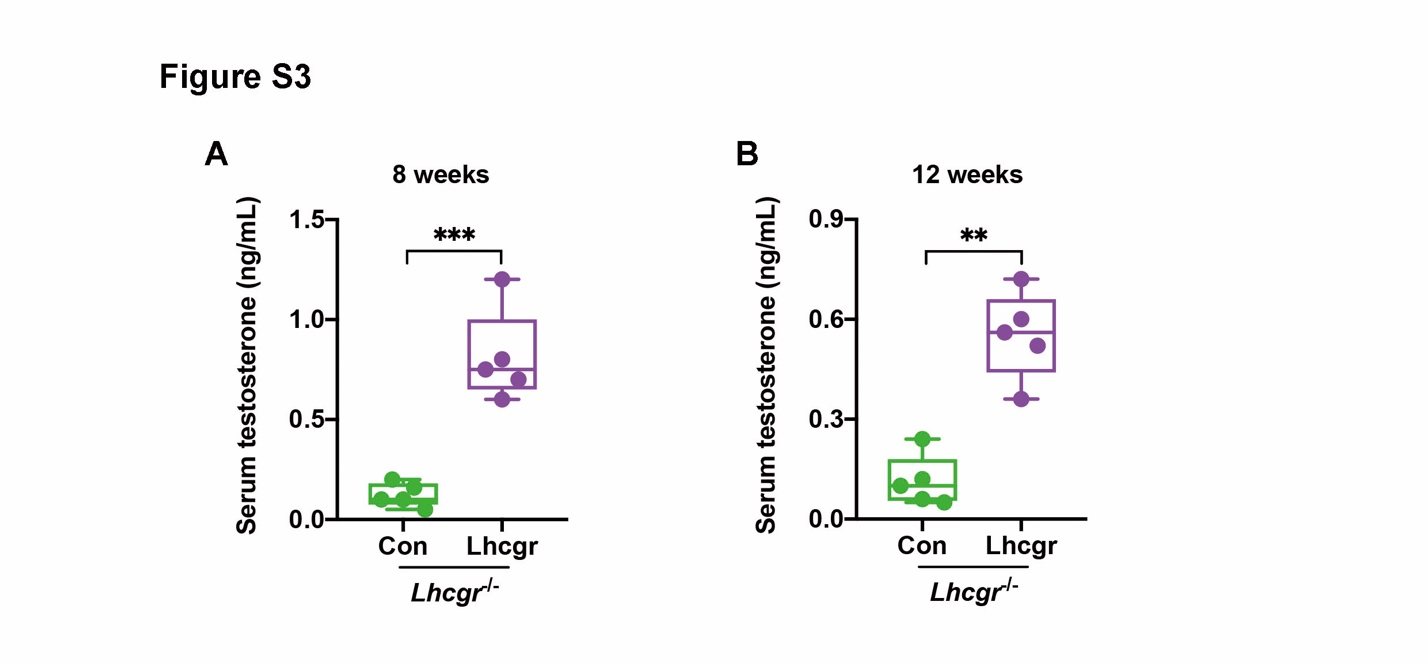 Figure S3
A
8 weeks
Serum testosterone (ng/mL)
1.5
1.0
0.5
0.0
***
Con Lhcgr
Lhcgr-/-
B
12 weeks
Serum testosterone (ng/mL)
0.9
0.6
0.3
0.0
**
Con Lhcgr
Lhcgr-/-